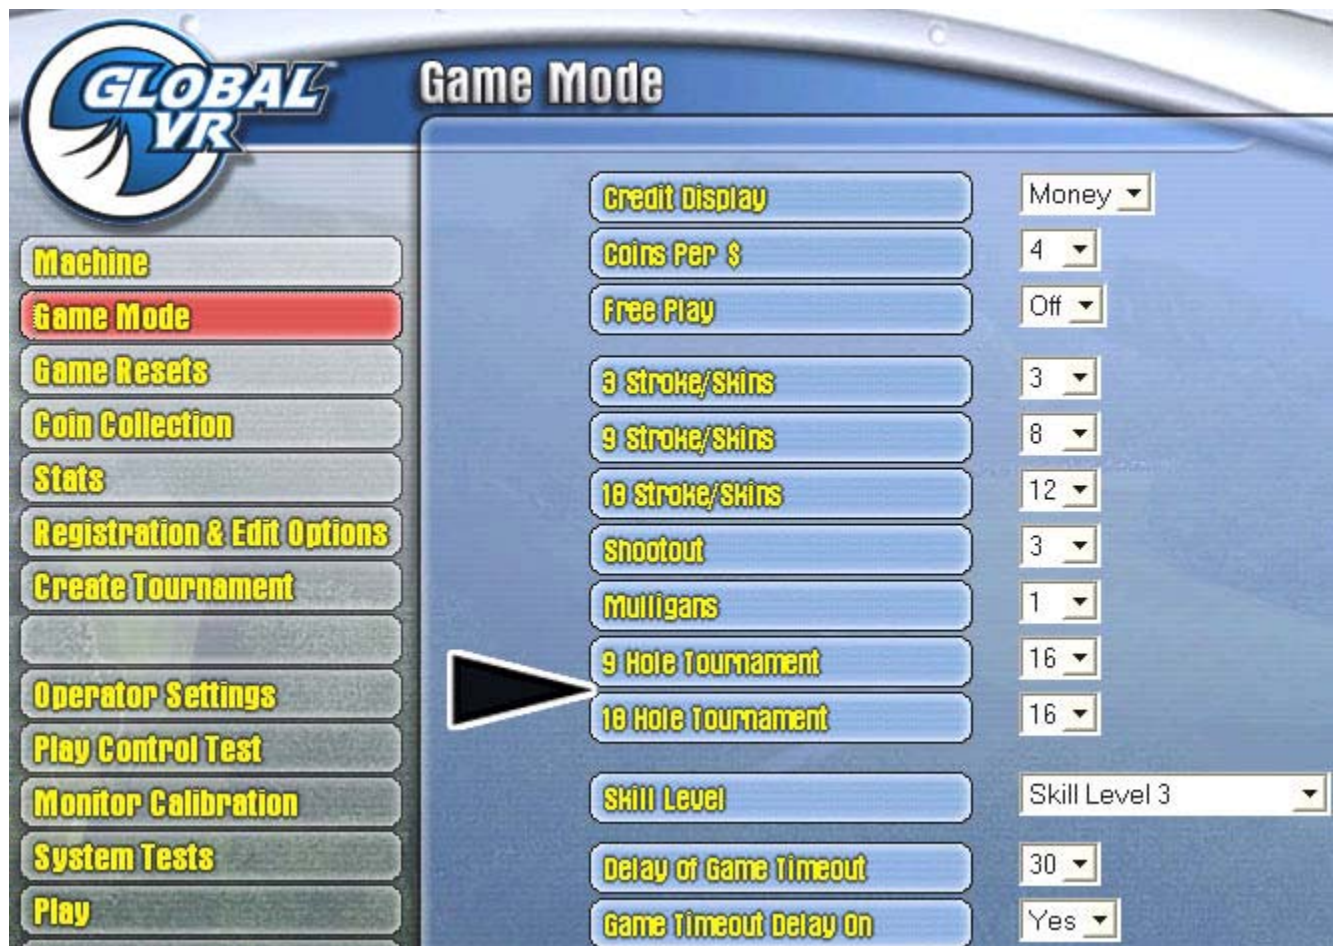 GLOBAL
VR
Game Mode
Machine
Game Mode
Game Resets
Coin Collection
Stats
Registration & Edit Options
Create Tournament
Operator Settings
Play Control Test
Monitor Calibration
System Tests
Play
Credit Display Money
Coins Per $ 4
Free Play Off
3 Stroke/Skins 3
9 Stroke/Skins 8
18 Stroke/Skins 12
Shootout 3
Mulligans 1
9 Hole Tournament 16
18 Hole Tournament 16
Skill Level Skill Level 3
Delay of Game Timeout 30
Game Timeout Delay On Yes